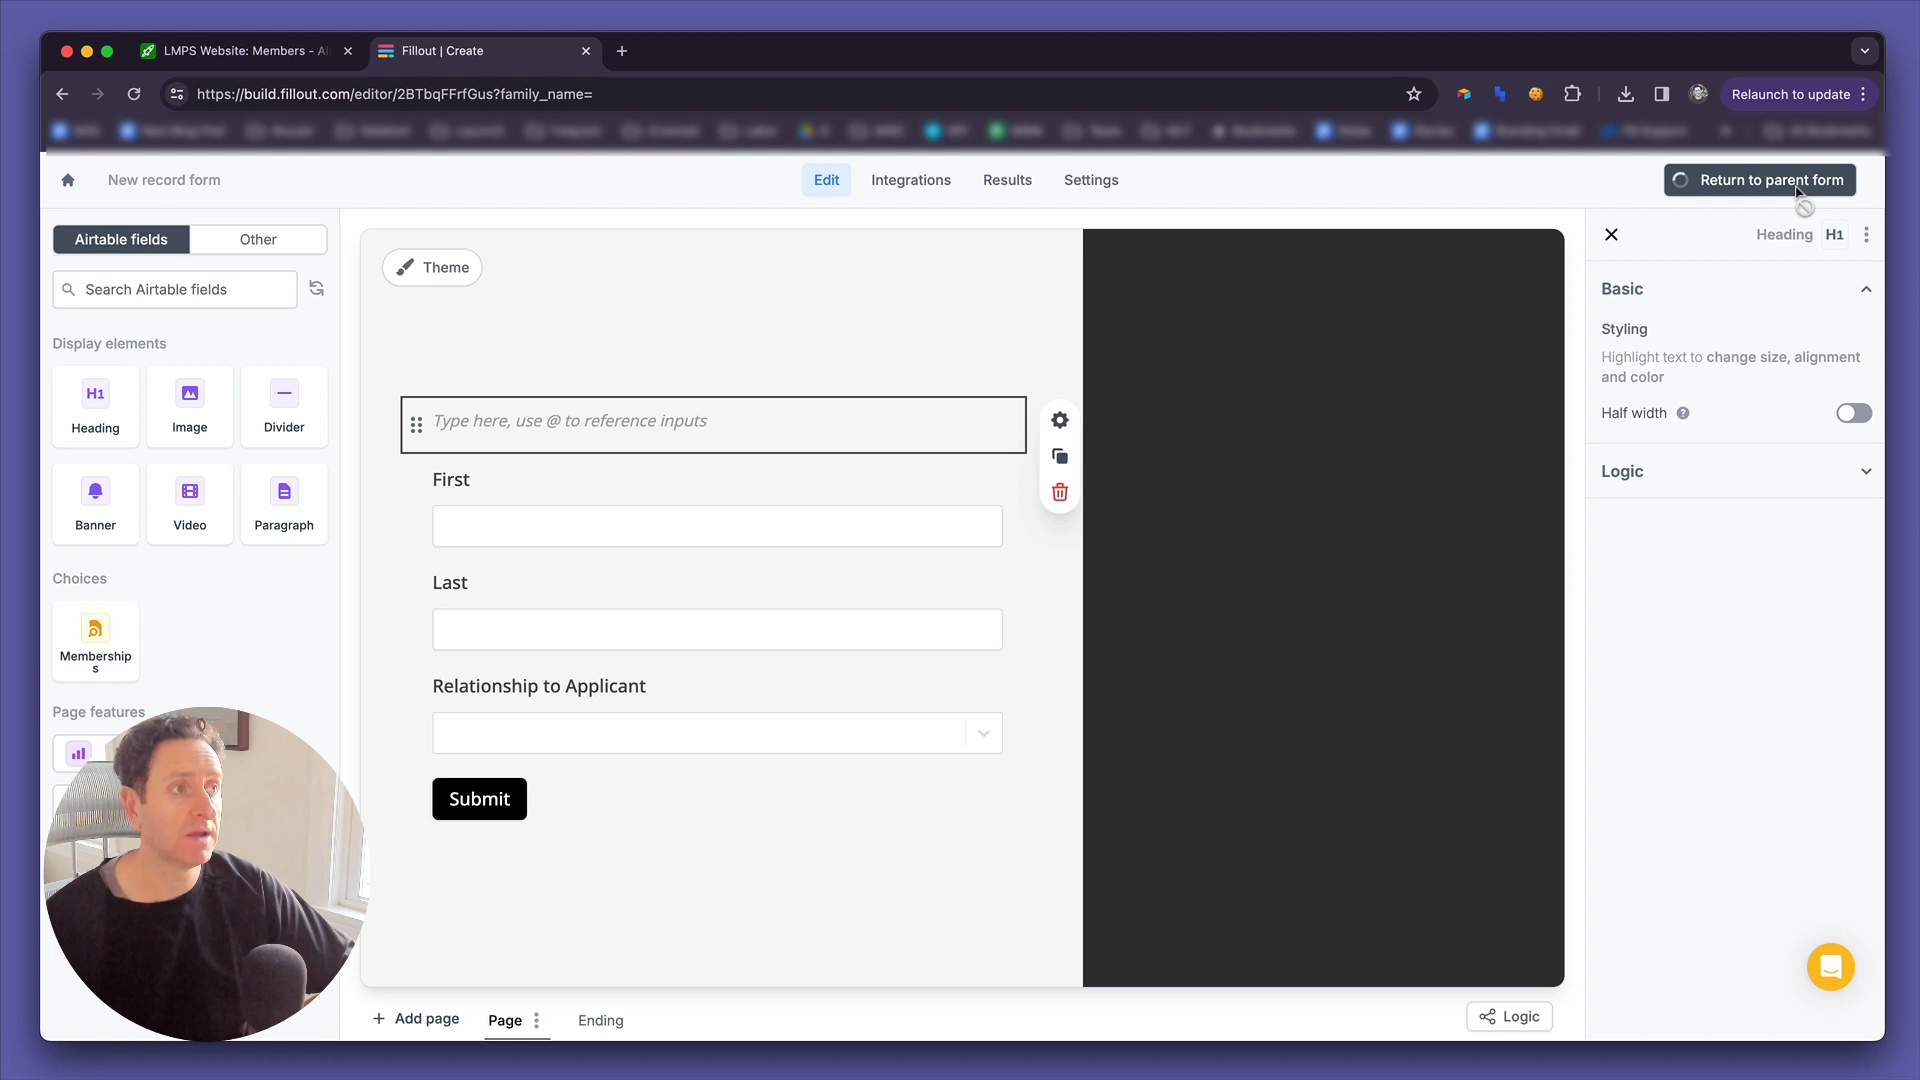 LMPS Website: Members - Ai
Fillout | Create
https://build.fillout.com/editor/2BTbqFFrfGus?family_name=
Relaunch to update
New record form
Edit
Integrations
Results
Settings
Return to parent form
Airtable fields
Other
Search Airtable fields
Display elements
H1
Heading
Image
Divider
Banner
Video
Paragraph
Choices
Membership
s
Page features
Theme
Type here, use @ to reference inputs
First
Last
Relationship to Applicant
Submit
Heading H1
Basic
Styling
Highlight text to change size, alignment
and color
Half width ?
Logic
+ Add page
Page
Ending
Logic